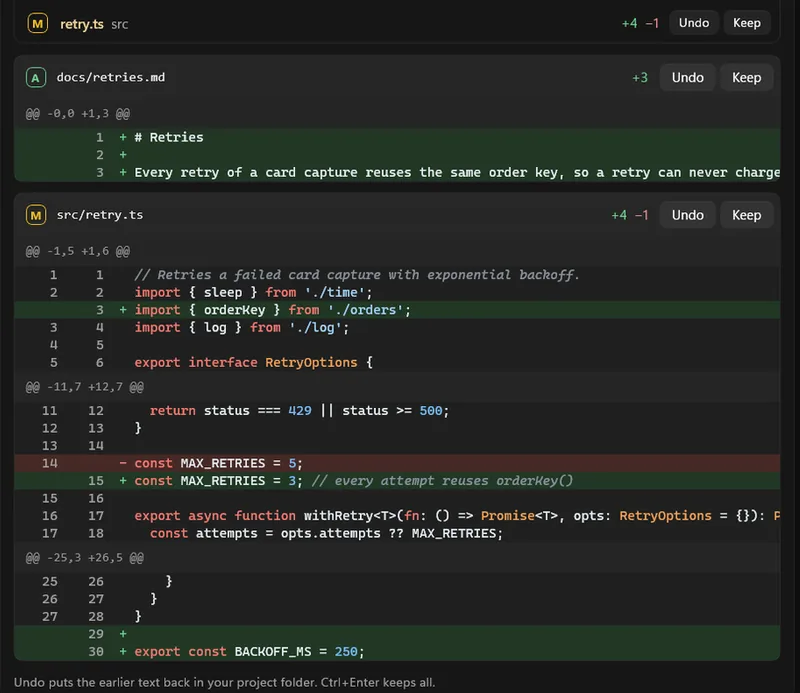 M retry.ts src +4 −1 Undo Keep
A docs/retries.md +3 Undo Keep
@@ -0,0 +1,3 @@
1 + # Retries
2 +
3 + Every retry of a card capture reuses the same order key, so a retry can never charge
M src/retry.ts +4 −1 Undo Keep
@@ -1,5 +1,6 @@
1 1 // Retries a failed card capture with exponential backoff.
2 2 import { sleep } from './time';
3 + import { orderKey } from './orders';
3 4 import { log } from './log';
4 5
5 6 export interface RetryOptions {
@@ -11,7 +12,7 @@
11 12 return status === 429 || status >= 500;
12 13 }
13 14
14 - const MAX_RETRIES = 5;
15 + const MAX_RETRIES = 3; // every attempt reuses orderKey()
15 16
16 17 export async function withRetry<T>(fn: () => Promise<T>, opts: RetryOptions = {}): P
17 18 const attempts = opts.attempts ?? MAX_RETRIES;
@@ -25,3 +26,5 @@
25 26 }
26 27 }
27 28 }
29 +
30 + export const BACKOFF_MS = 250;
Undo puts the earlier text back in your project folder. Ctrl+Enter keeps all.